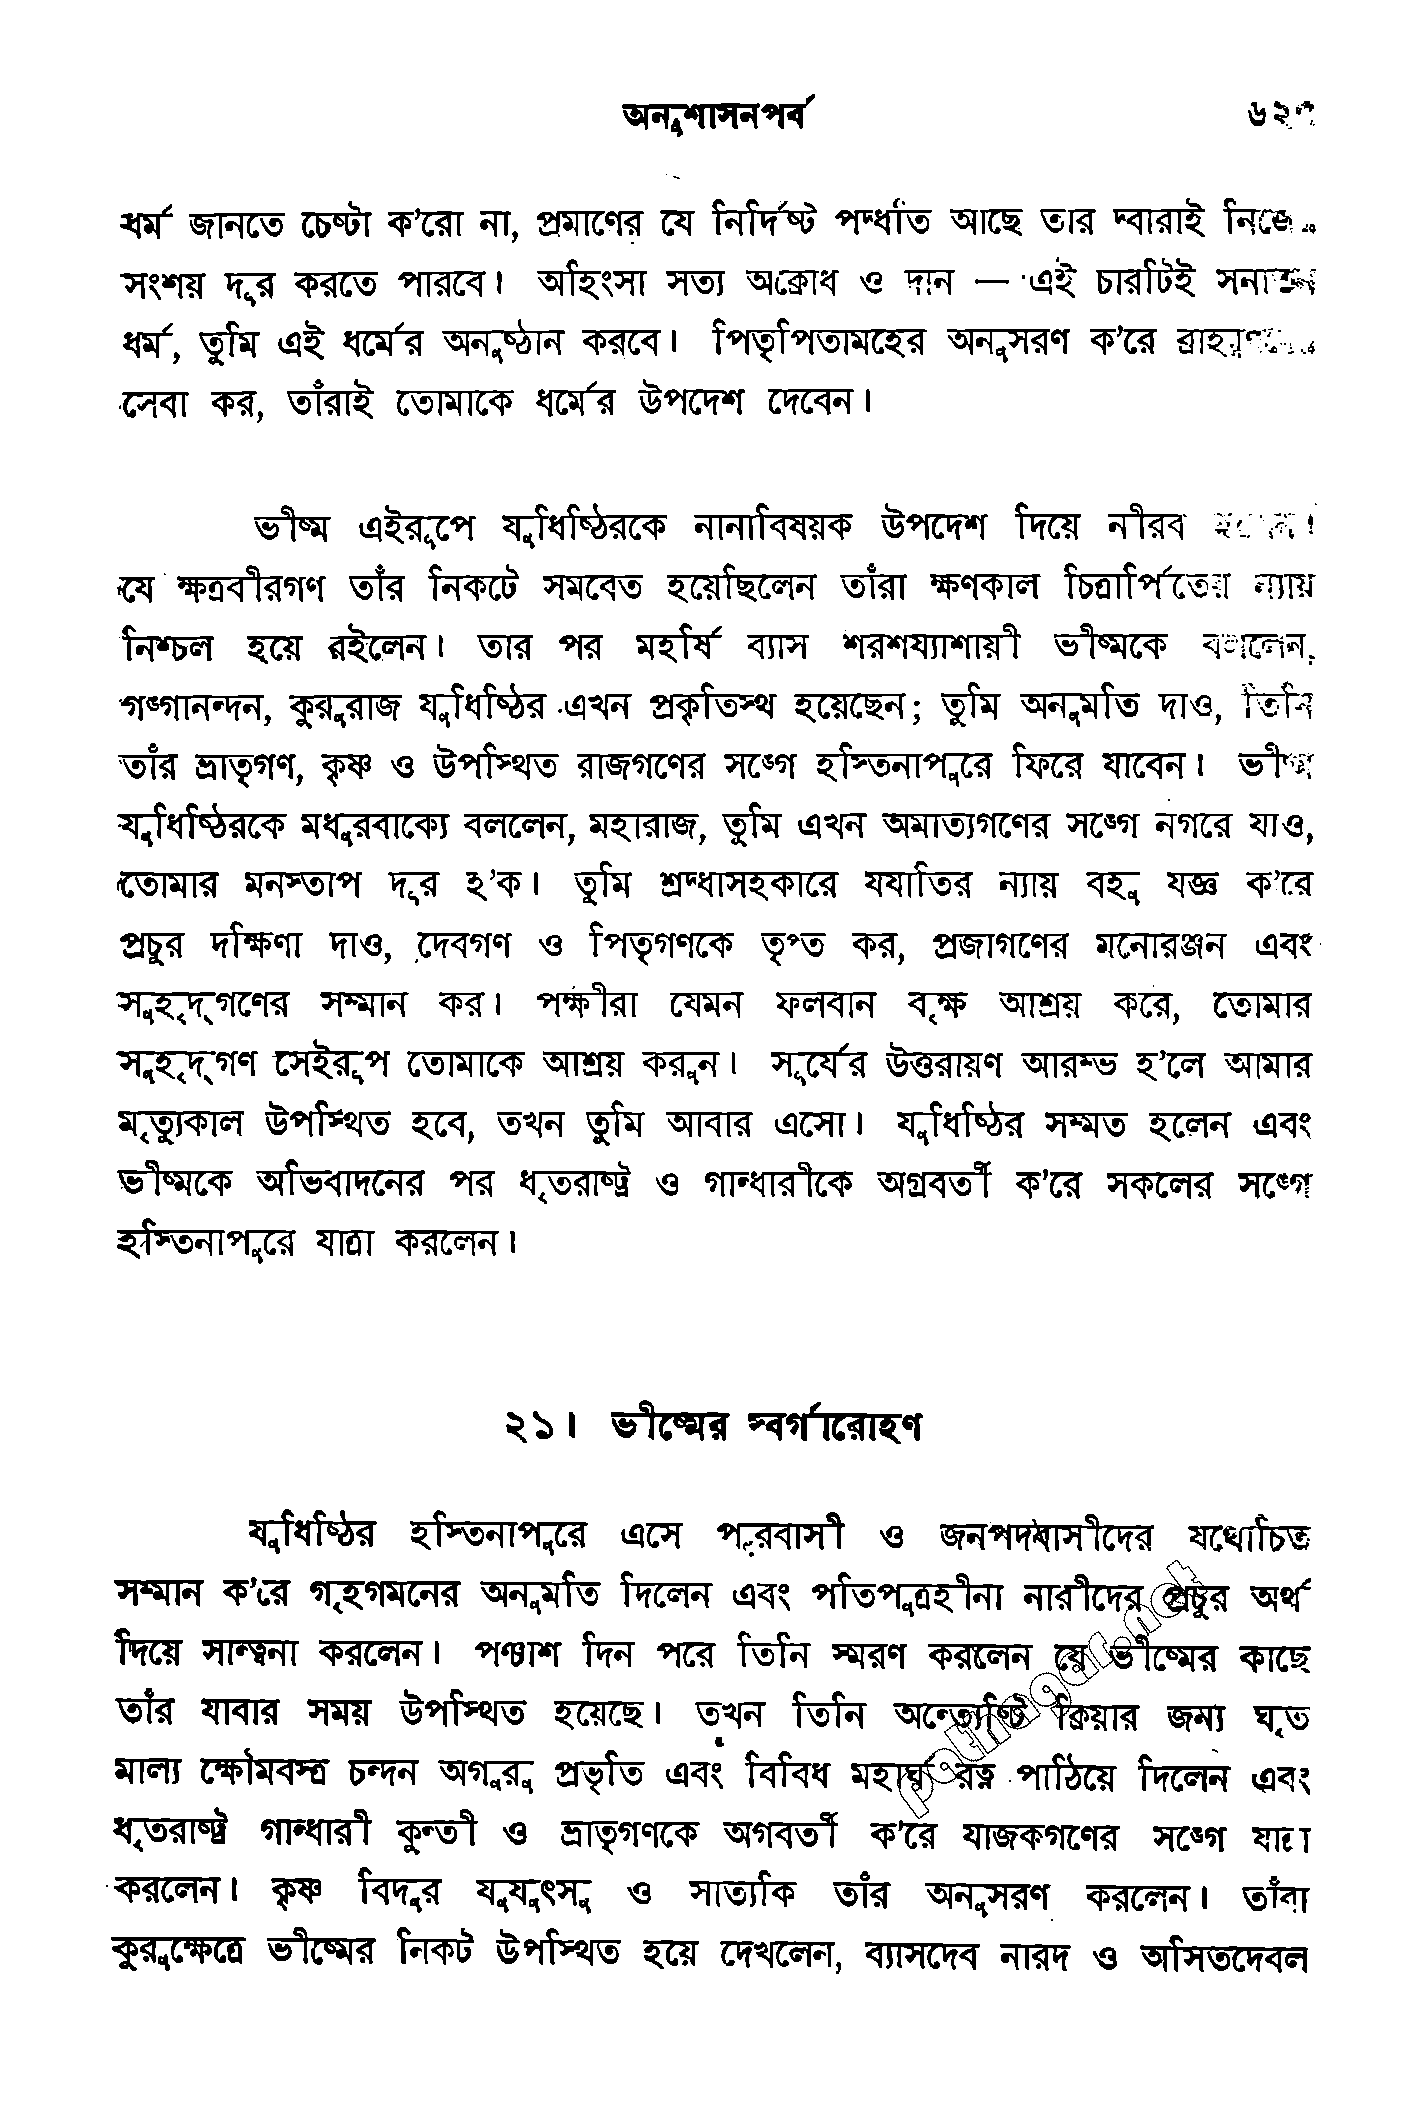 অনুশাসনপর্ব
ধর্ম জানতে চেষ্টা ক’রো না, প্রমাণের যে নির্দিষ্ট পদ্ধতি আছে তার দ্বারাই
সংশয় দূর করতে পারবে। অহিংসা সত্য অক্রোধ ও দান — এই চারটিই সনাতন
ধর্ম, তুমি এই ধর্মের অনুষ্ঠান করবে। পিতৃপিতামহের অনুসরণ ক’রে
সেবা কর, তাঁরাই তোমাকে ধর্মের উপদেশ দেবেন।
ভীষ্ম এইরূপে যুধিষ্ঠিরকে নানাবিষয়ক উপদেশ দিয়ে নীরব
যে ক্ষত্রবীরগণ তাঁর নিকটে সমবেত হয়েছিলেন তাঁরা ক্ষণকাল চিত্রার্পিতের ন্যায়
নিশ্চল হয়ে রইলেন। তার পর মহর্ষি ব্যাস শরশয্যাশায়ী ভীষ্মকে বললেন,
গঙ্গানন্দন, কুরুরাজ যুধিষ্ঠির এখন প্রকৃতিস্থ হয়েছেন; তুমি অনুমতি দাও, তিনি
তাঁর ভ্রাতৃগণ, কৃষ্ণ ও উপস্থিত রাজগণের সঙ্গে হস্তিনাপুরে ফিরে যাবেন। ভীষ্ম
যুধিষ্ঠিরকে মধুরবাক্যে বললেন, মহারাজ, তুমি এখন অমাত্যগণের সঙ্গে নগরে যাও,
তোমার মনস্তাপ দূর হ’ক। তুমি শ্রদ্ধাসহকারে যযাতির ন্যায় বহু যজ্ঞ ক’রে
প্রচুর দক্ষিণা দাও, দেবগণ ও পিতৃগণকে তৃপ্ত কর, প্রজাগণের মনোরঞ্জন এবং
সুহৃদ্‌গণের সম্মান কর। পক্ষীরা যেমন ফলবান বৃক্ষ আশ্রয় করে, তোমার
সুহৃদ্‌গণ সেইরূপ তোমাকে আশ্রয় করুন। সূর্যের উত্তরায়ণ আরম্ভ হ’লে আমার
মৃত্যুকাল উপস্থিত হবে, তখন তুমি আবার এসো। যুধিষ্ঠির সম্মত হলেন এবং
ভীষ্মকে অভিবাদনের পর ধৃতরাষ্ট্র ও গান্ধারীকে অগ্রবর্তী ক’রে সকলের সঙ্গে
হস্তিনাপুরে যাত্রা করলেন।
২১। ভীষ্মের স্বর্গারোহণ
যুধিষ্ঠির হস্তিনাপুরে এসে পুরবাসী ও জনপদবাসীদের যথোচিত
সম্মান ক’রে গৃহগমনের অনুমতি দিলেন এবং পতিপুত্রহীনা নারীদের প্রচুর অর্থ
দিয়ে সান্ত্বনা করলেন। পঞ্চাশ দিন পরে তিনি স্মরণ করলেন যে ভীষ্মের কাছে
তাঁর যাবার সময় উপস্থিত হয়েছে। তখন তিনি অন্ত্যেষ্টি ক্রিয়ার জন্য ঘৃত
মাল্য ক্ষৌমবস্ত্র চন্দন অগুরু প্রভৃতি এবং বিবিধ মহার্ঘ রত্ন পাঠিয়ে দিলেন এবং
ধৃতরাষ্ট্র গান্ধারী কুন্তী ও ভ্রাতৃগণকে অগবর্তী ক’রে যাজকগণের সঙ্গে যাত্রা
করলেন। কৃষ্ণ বিদুর যুযুৎসু ও সাত্যকি তাঁর অনুসরণ করলেন। তাঁরা
কুরুক্ষেত্রে ভীষ্মের নিকট উপস্থিত হয়ে দেখলেন, ব্যাসদেব নারদ ও অসিতদেবল